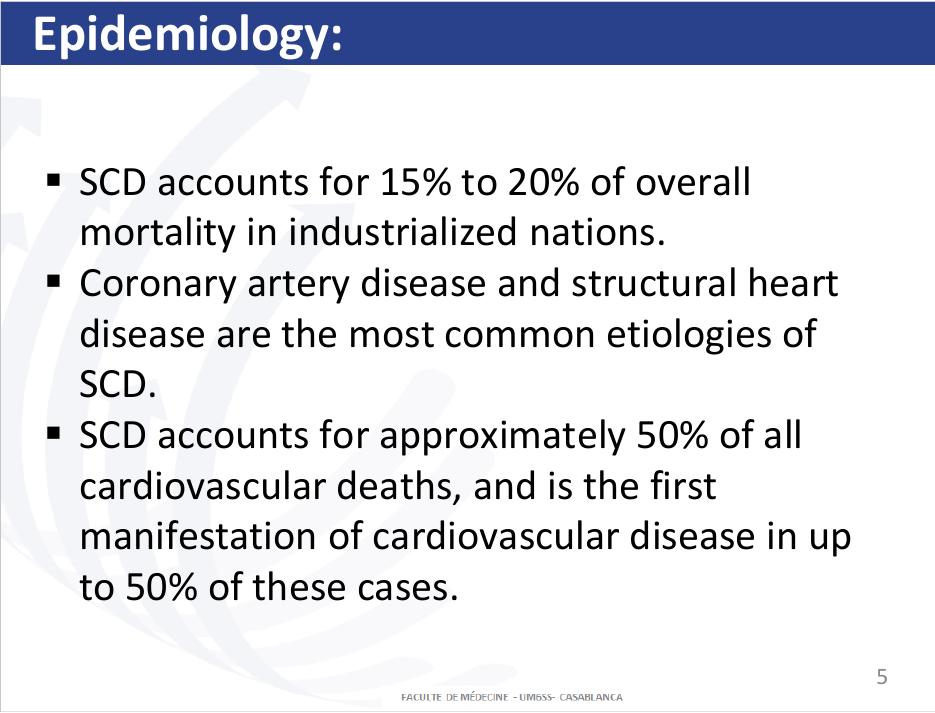 Epidemiology:
▪ SCD accounts for 15% to 20% of overall
mortality in industrialized nations.
▪ Coronary artery disease and structural heart
disease are the most common etiologies of
SCD.
▪ SCD accounts for approximately 50% of all
cardiovascular deaths, and is the first
manifestation of cardiovascular disease in up
to 50% of these cases.
5
FACULTE DE MÉDECINE - UM6SS- CASABLANCA